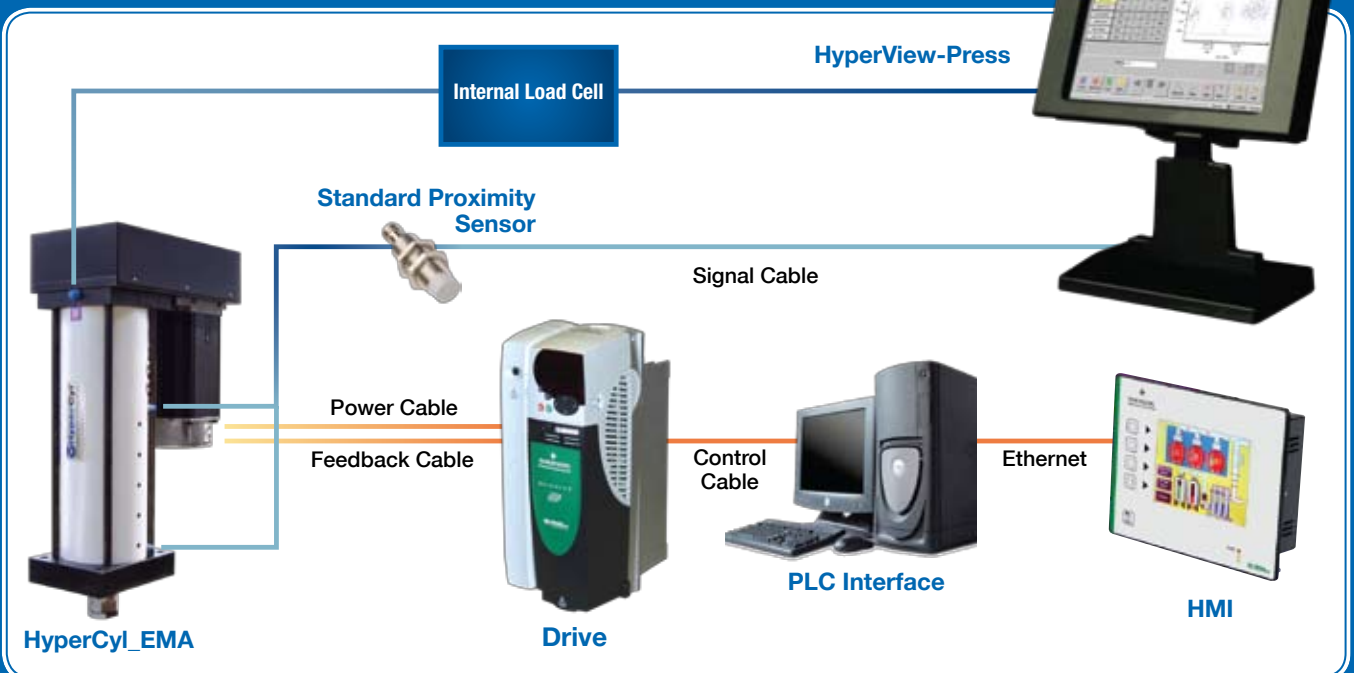 HyperView-Press
Internal Load Cell
Standard Proximity
Sensor
Signal Cable
HyperCyl
Power Cable
Feedback Cable
Control
Cable
Ethernet
PLC Interface
HMI
Drive
HyperCyl_EMA